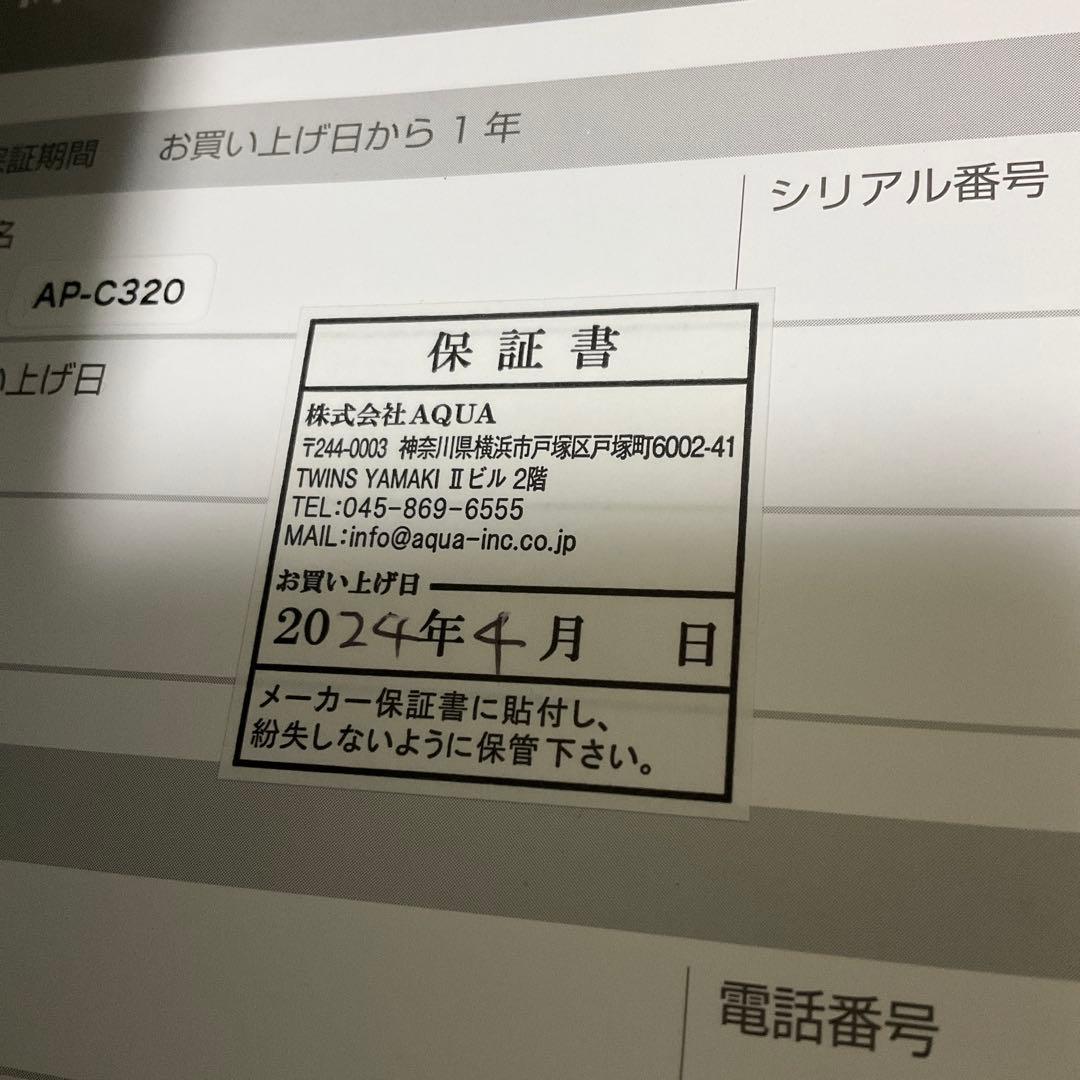 保証期間 お買い上げ日から1年
名
シリアル番号
AP-C320
い上げ日
保証書
株式会社AQUA
〒244-0003 神奈川県横浜市戸塚区戸塚町6002-41
TWINS YAMAKI Ⅱビル 2階
TEL:045-869-6555
MAIL:info@aqua-inc.co.jp
お買い上げ日
2024年4月 日
メーカー保証書に貼付し、
紛失しないように保管下さい。
電話番号